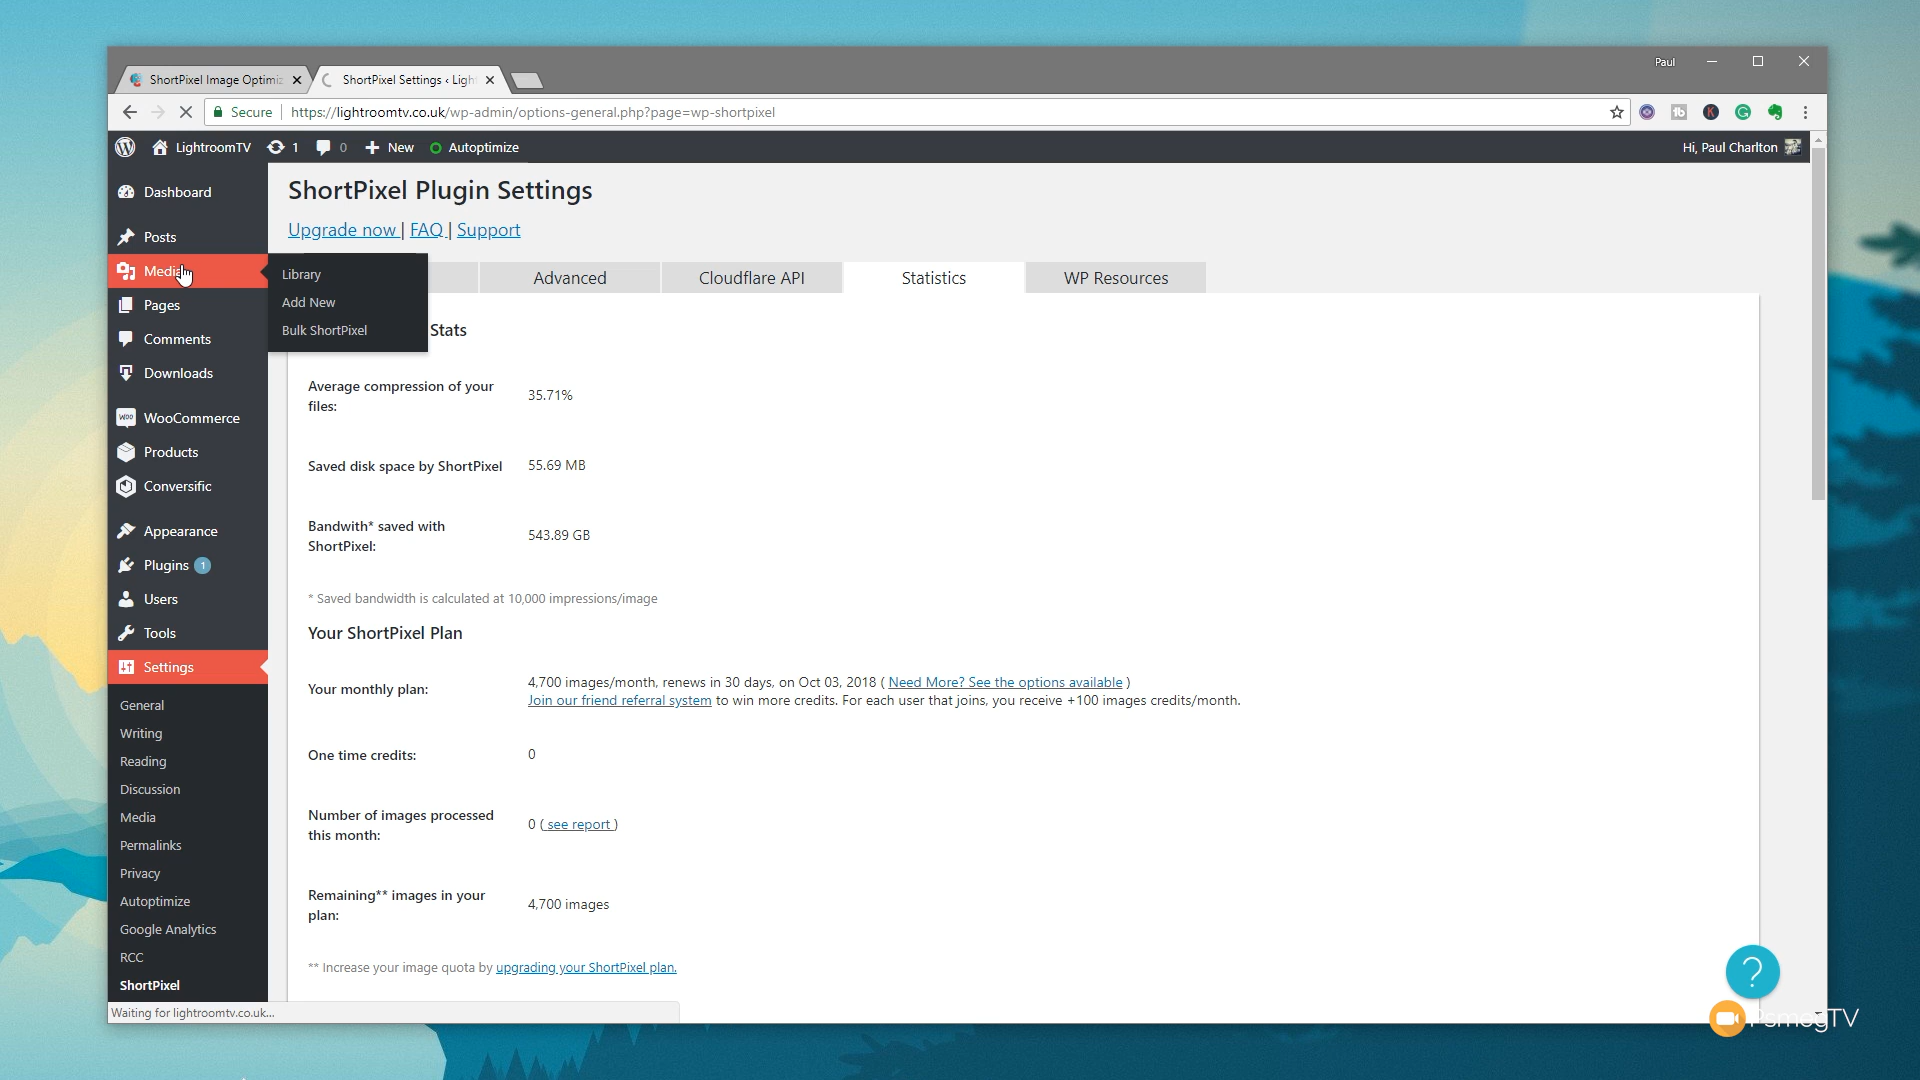 Paul
ShortPixel Image Optimiz
ShortPixel Settings ‹ Ligh
Secure
https://lightroomtv.co.uk/wp-admin/options-general.php?page=wp-shortpixel
LightroomTV
1
0
New
Autoptimize
Hi, Paul Charlton
Dashboard
Posts
Media
Pages
Comments
Downloads
WooCommerce
Products
Conversific
Appearance
Plugins 1
Users
Tools
Settings
General
Writing
Reading
Discussion
Media
Permalinks
Privacy
Autoptimize
Google Analytics
RCC
ShortPixel
Library
Add New
Bulk ShortPixel
ShortPixel Plugin Settings
Upgrade now | FAQ | Support
Advanced
Cloudflare API
Statistics
WP Resources
Stats
Average compression of your files:
35.71%
Saved disk space by ShortPixel
55.69 MB
Bandwith* saved with ShortPixel:
543.89 GB
* Saved bandwidth is calculated at 10,000 impressions/image
Your ShortPixel Plan
Your monthly plan:
4,700 images/month, renews in 30 days, on Oct 03, 2018 ( Need More? See the options available )
Join our friend referral system to win more credits. For each user that joins, you receive +100 images credits/month.
One time credits:
0
Number of images processed this month:
0 ( see report )
Remaining** images in your plan:
4,700 images
** Increase your image quota by upgrading your ShortPixel plan.
Waiting for lightroomtv.co.uk...
?
PsmegTV